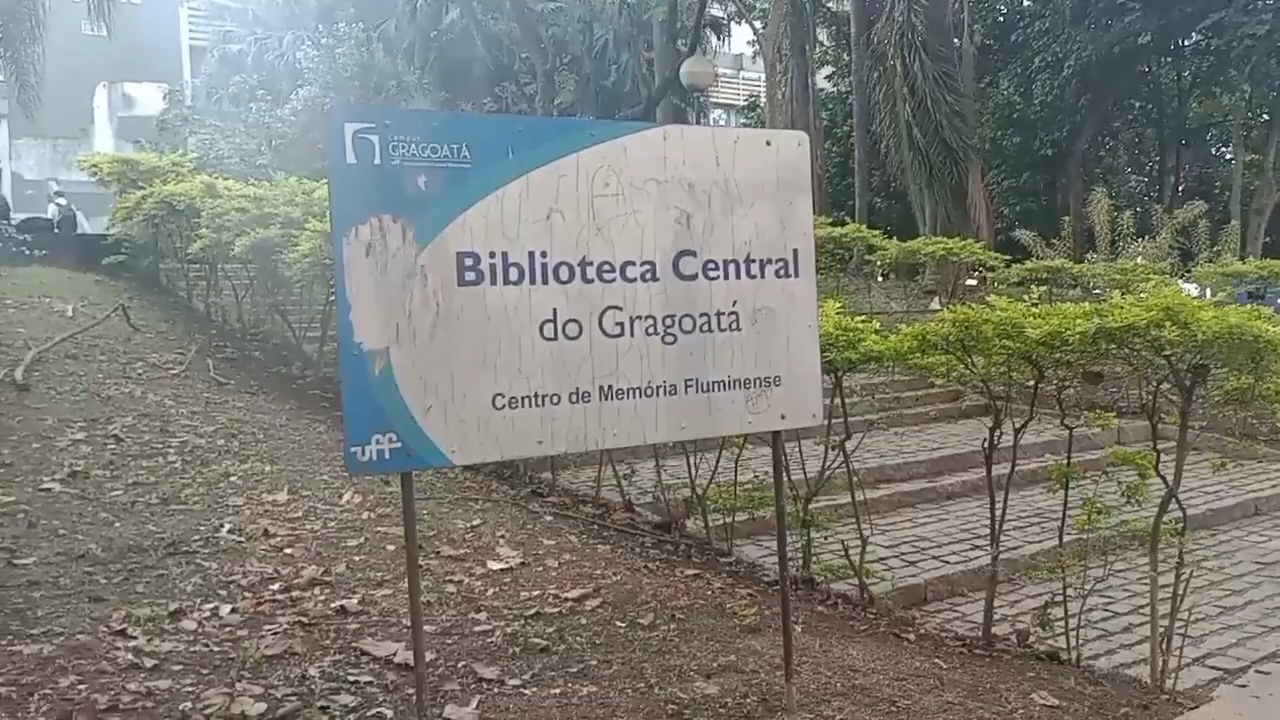 campus
GRAGOATÁ
Biblioteca Central
do Gragoatá
Centro de Memória Fluminense
uff